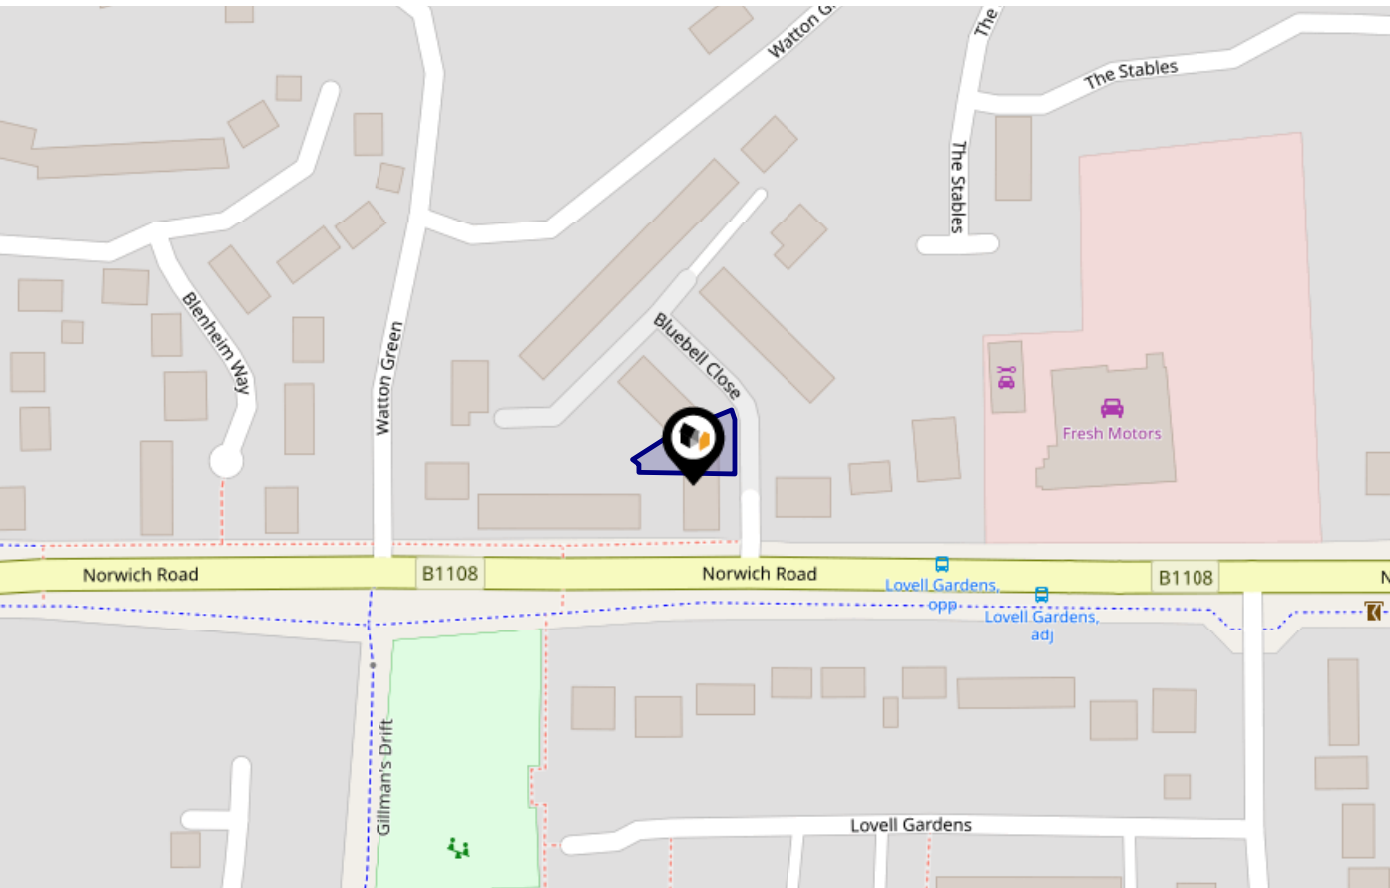 Watton G
The
The Stables
The Stables
Blenheim Way
Watton Green
Bluebell Close
Fresh Motors
Norwich Road
B1108
Norwich Road
B1108
N
Lovell Gardens,
opp
Lovell Gardens,
adj
Gillman's Drift
Lovell Gardens